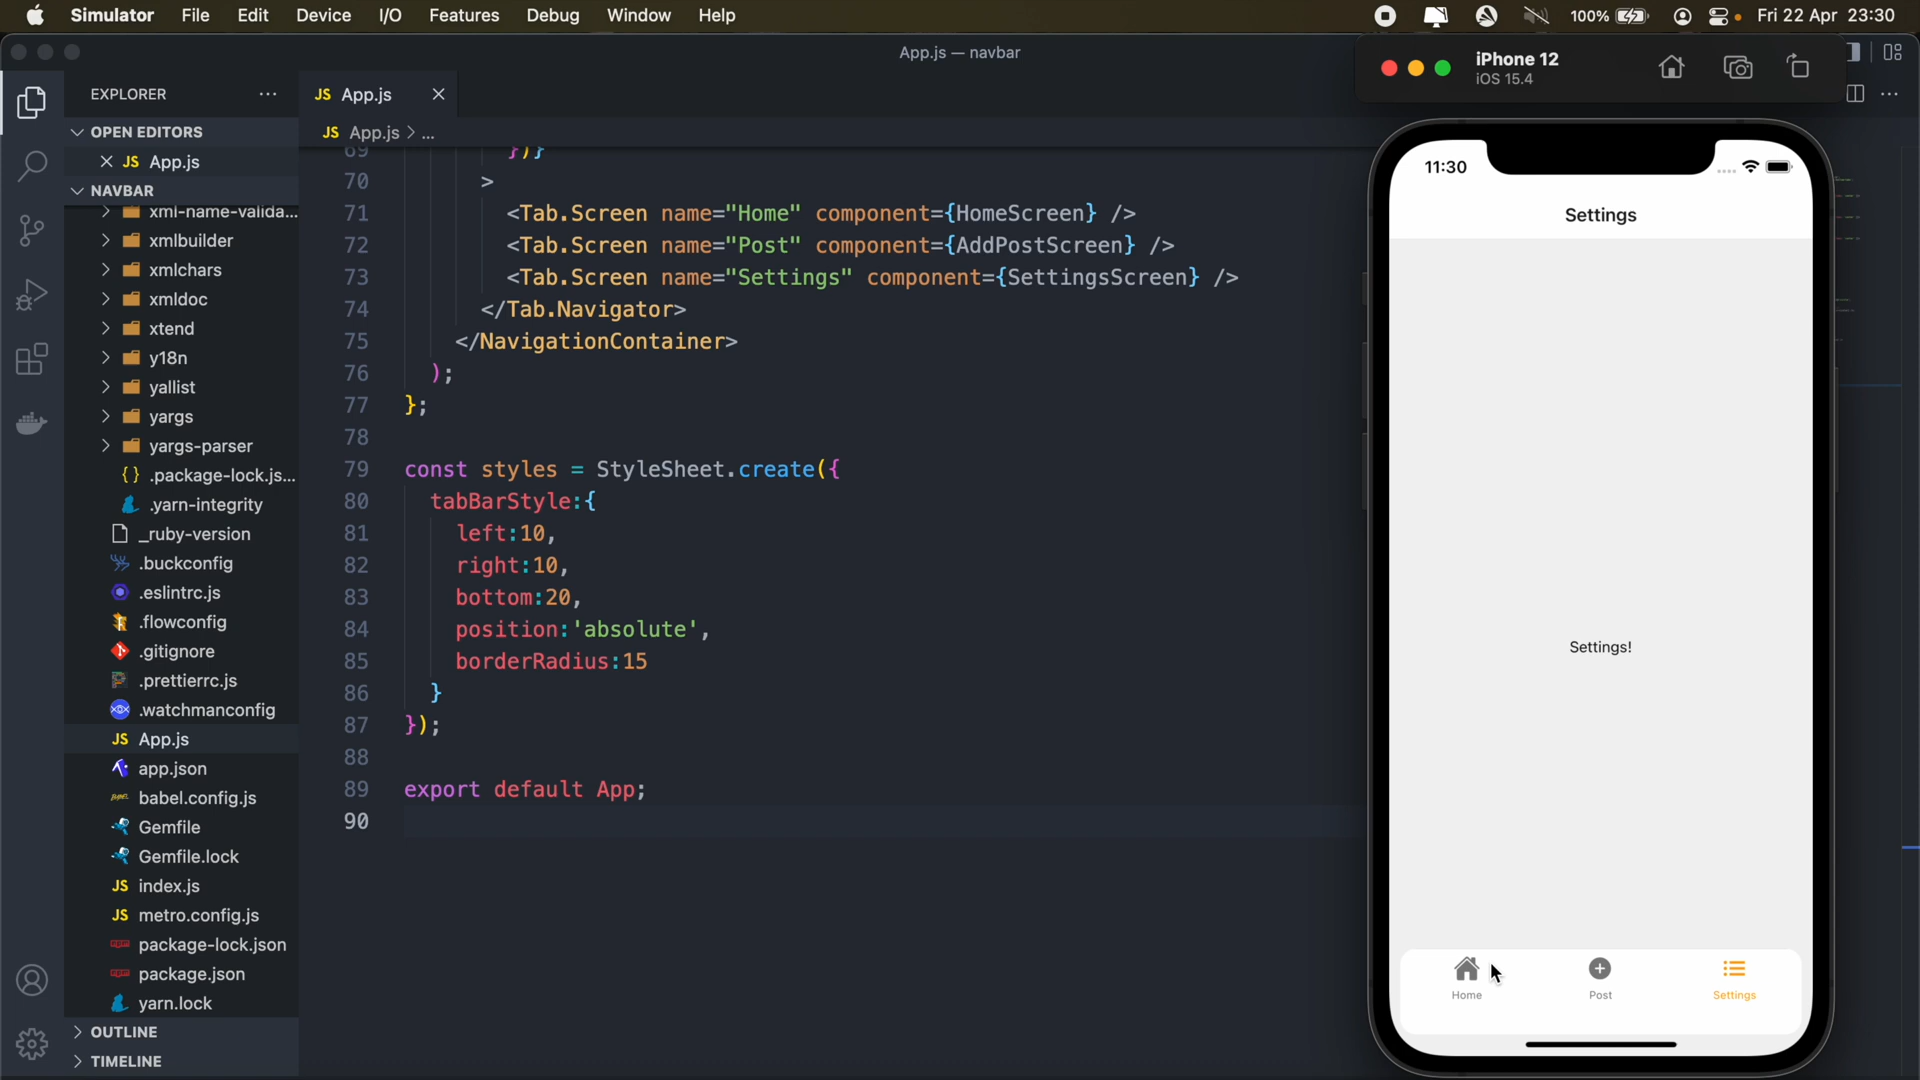 Simulator File Edit Device I/O Features Debug Window Help
100% Fri 22 Apr 23:30
App.js — navbar
EXPLORER ...
OPEN EDITORS
JS App.js
NAVBAR
xml-name-valida...
xmlbuilder
xmlchars
xmldoc
xtend
y18n
yallist
yargs
yargs-parser
{} .package-lock.js...
.yarn-integrity
_ruby-version
.buckconfig
.eslintrc.js
.flowconfig
.gitignore
.prettierrc.js
.watchmanconfig
JS App.js
app.json
babel.config.js
Gemfile
Gemfile.lock
JS index.js
JS metro.config.js
package-lock.json
package.json
yarn.lock
OUTLINE
TIMELINE
JS App.js
JS App.js > ...
69 })}
70 >
71 <Tab.Screen name="Home" component={HomeScreen} />
72 <Tab.Screen name="Post" component={AddPostScreen} />
73 <Tab.Screen name="Settings" component={SettingsScreen} />
74 </Tab.Navigator>
75 </NavigationContainer>
76 );
77 };
78
79 const styles = StyleSheet.create({
80 tabBarStyle:{
81 left:10,
82 right:10,
83 bottom:20,
84 position:'absolute',
85 borderRadius:15
86 }
87 });
88
89 export default App;
90
iPhone 12
iOS 15.4
11:30
Settings
Settings!
Home Post Settings